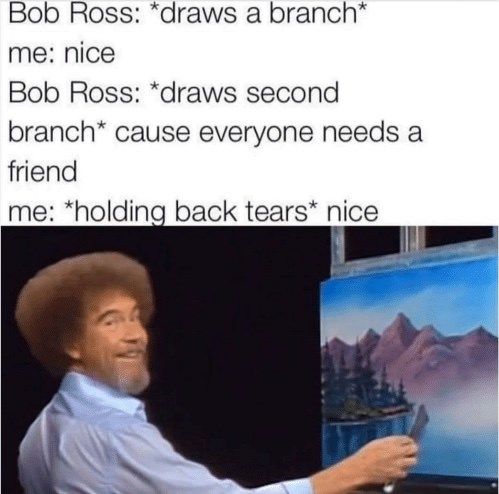 Bob Ross: *draws a branch*
me: nice
Bob Ross: *draws second
branch* cause everyone needs a
friend
me: *holding back tears* nice